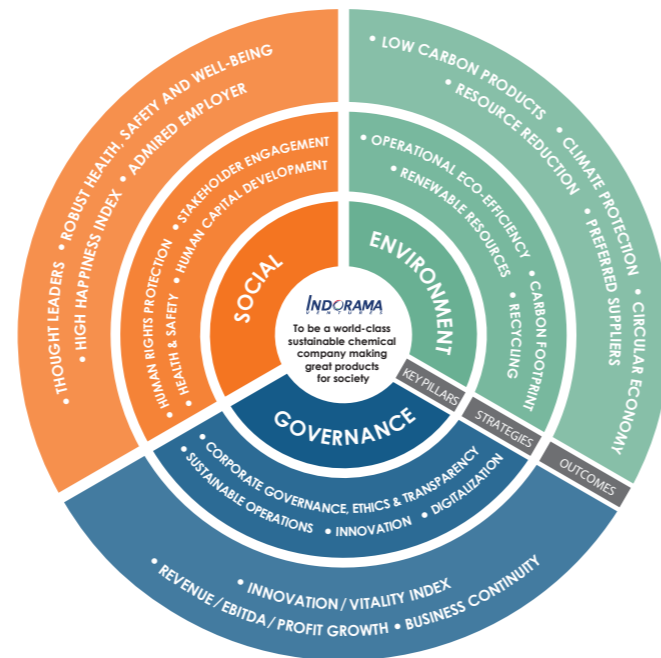 INDORAMA
VENTURES
To be a world-class
sustainable chemical
company making
great products
for society
SOCIAL
• STAKEHOLDER ENGAGEMENT
• HUMAN CAPITAL DEVELOPMENT
• HUMAN RIGHTS PROTECTION
• HEALTH & SAFETY
• ROBUST HEALTH, SAFETY AND WELL-BEING
• ADMIRED EMPLOYER
• THOUGHT LEADERS
• HIGH HAPPINESS INDEX
ENVIRONMENT
• OPERATIONAL ECO-EFFICIENCY
• RENEWABLE RESOURCES
• CARBON FOOTPRINT
• RECYCLING
• LOW CARBON PRODUCTS
• RESOURCE REDUCTION
• CLIMATE PROTECTION
• CIRCULAR ECONOMY
• PREFERRED SUPPLIERS
KEY PILLARS
STRATEGIES
OUTCOMES
GOVERNANCE
• CORPORATE GOVERNANCE, ETHICS & TRANSPARENCY
• SUSTAINABLE OPERATIONS • INNOVATION • DIGITALIZATION
• INNOVATION/VITALITY INDEX
• REVENUE/EBITDA/PROFIT GROWTH • BUSINESS CONTINUITY